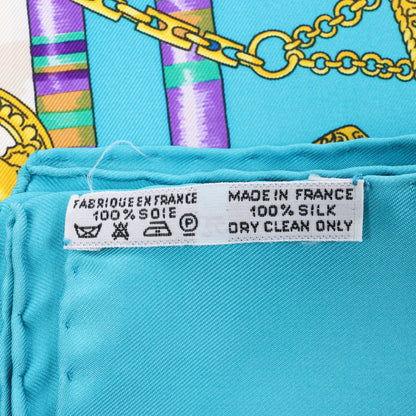 FABRIQUE EN FRANCE
100% SOIE
MADE IN FRANCE
100% SILK
DRY CLEAN ONLY